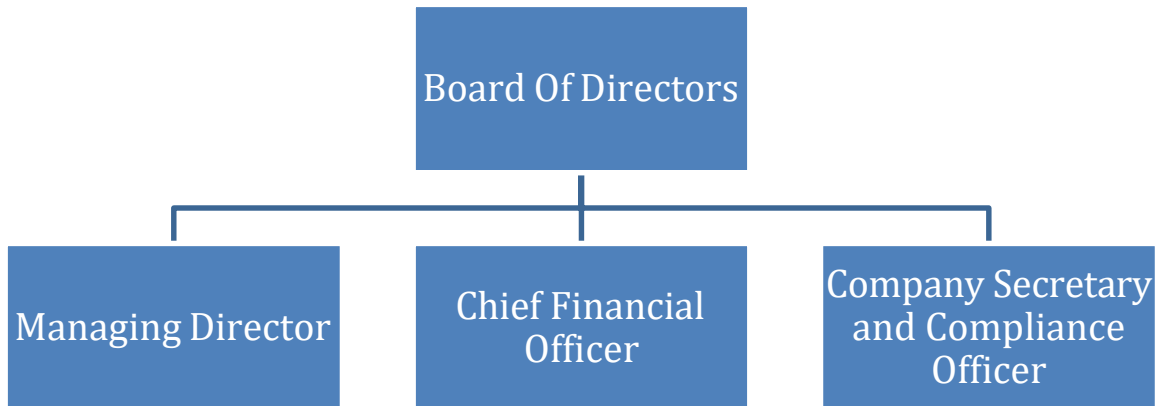 Board Of Directors
Managing Director
Chief Financial
Officer
Company Secretary
and Compliance
Officer